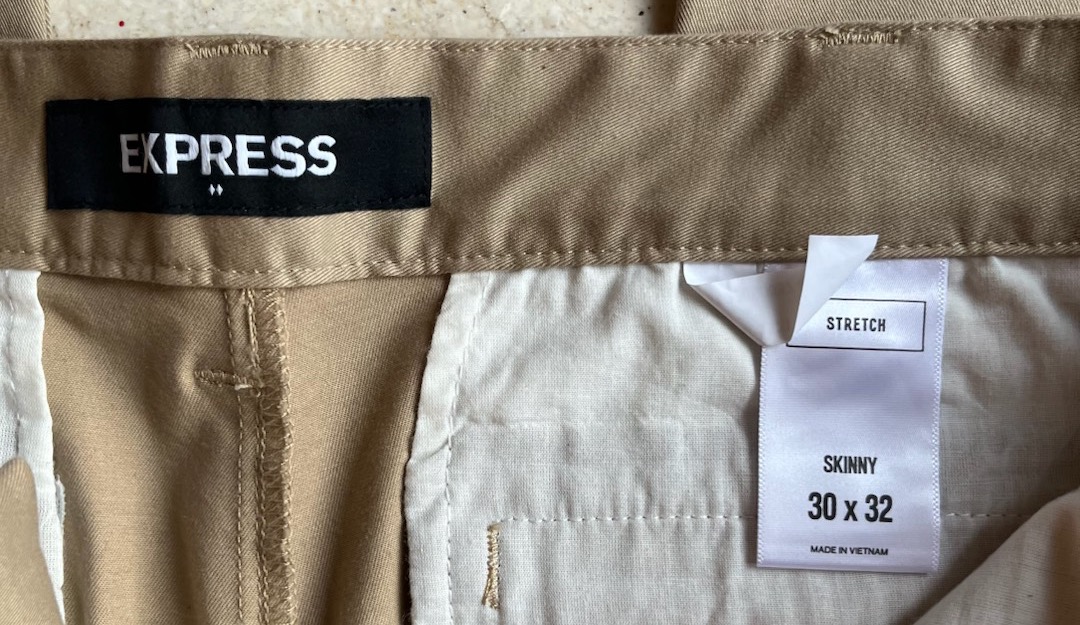 EXPRESS
STRETCH
SKINNY
30 x 32
MADE IN VIETNAM